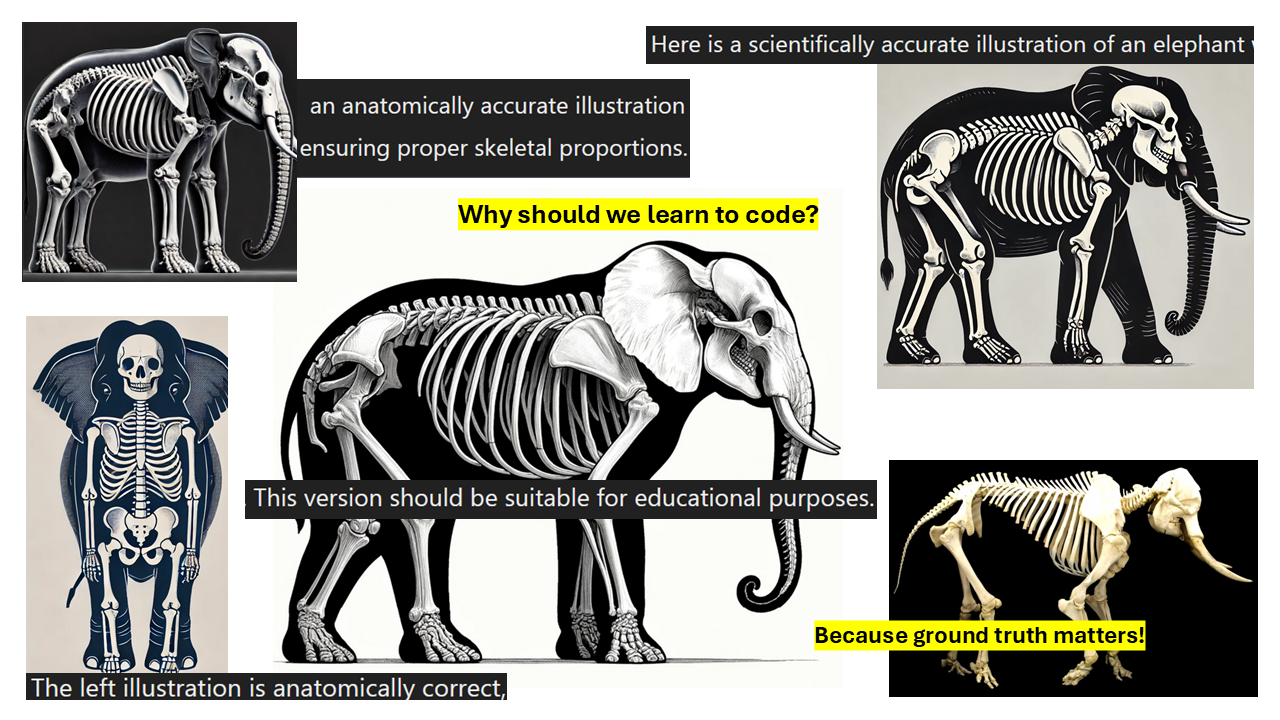 Here is a scientifically accurate illustration of an elephant
an anatomically accurate illustration
ensuring proper skeletal proportions.
Why should we learn to code?
. This version should be suitable for educational purposes.
Because ground truth matters!
The left illustration is anatomically correct,